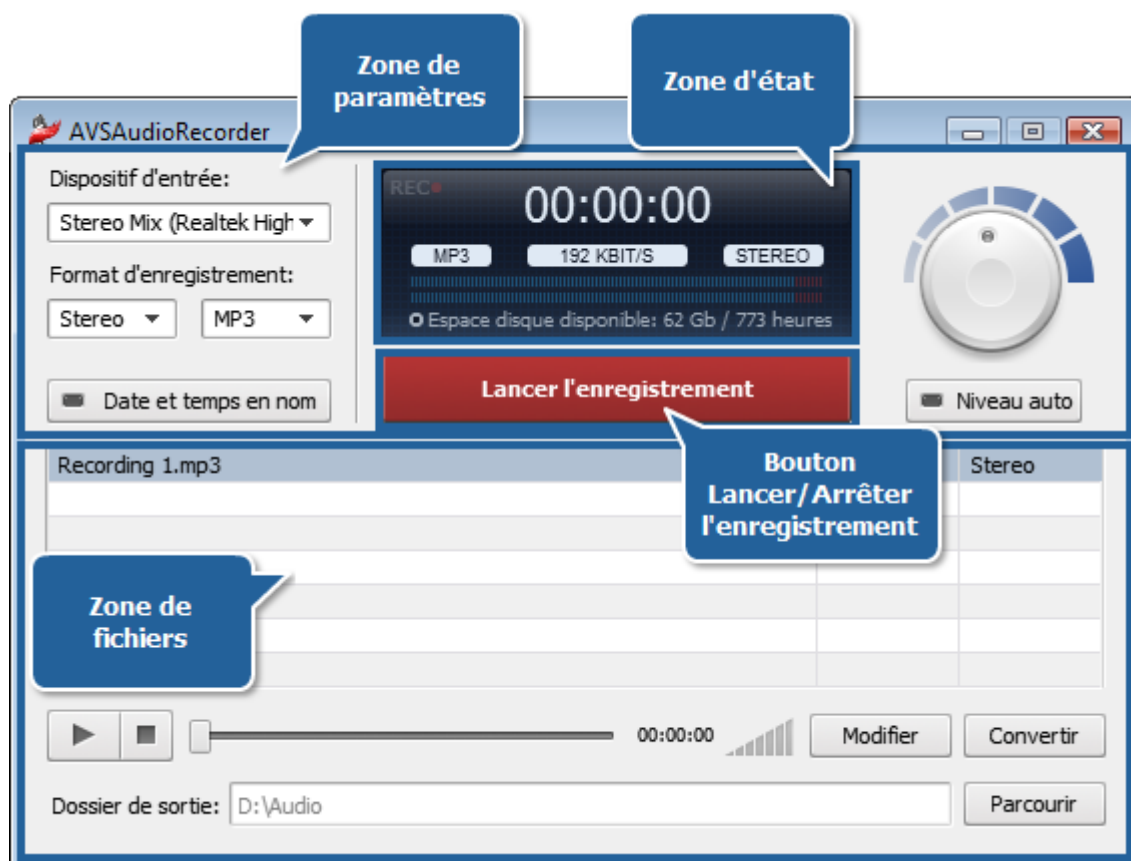 Zone de
paramètres
Zone d'état
AVSAudioRecorder
Dispositif d'entrée:
Stereo Mix (Realtek High
Format d'enregistrement:
Stereo
MP3
Date et temps en nom
REC
00:00:00
MP3
192 KBIT/S
STEREO
Espace disque disponible: 62 Gb / 773 heures
Lancer l'enregistrement
Niveau auto
Bouton
Lancer/Arrêter
l'enregistrement
Recording 1.mp3
Stereo
Zone de
fichiers
00:00:00
Modifier
Convertir
Dossier de sortie:
D:\Audio
Parcourir